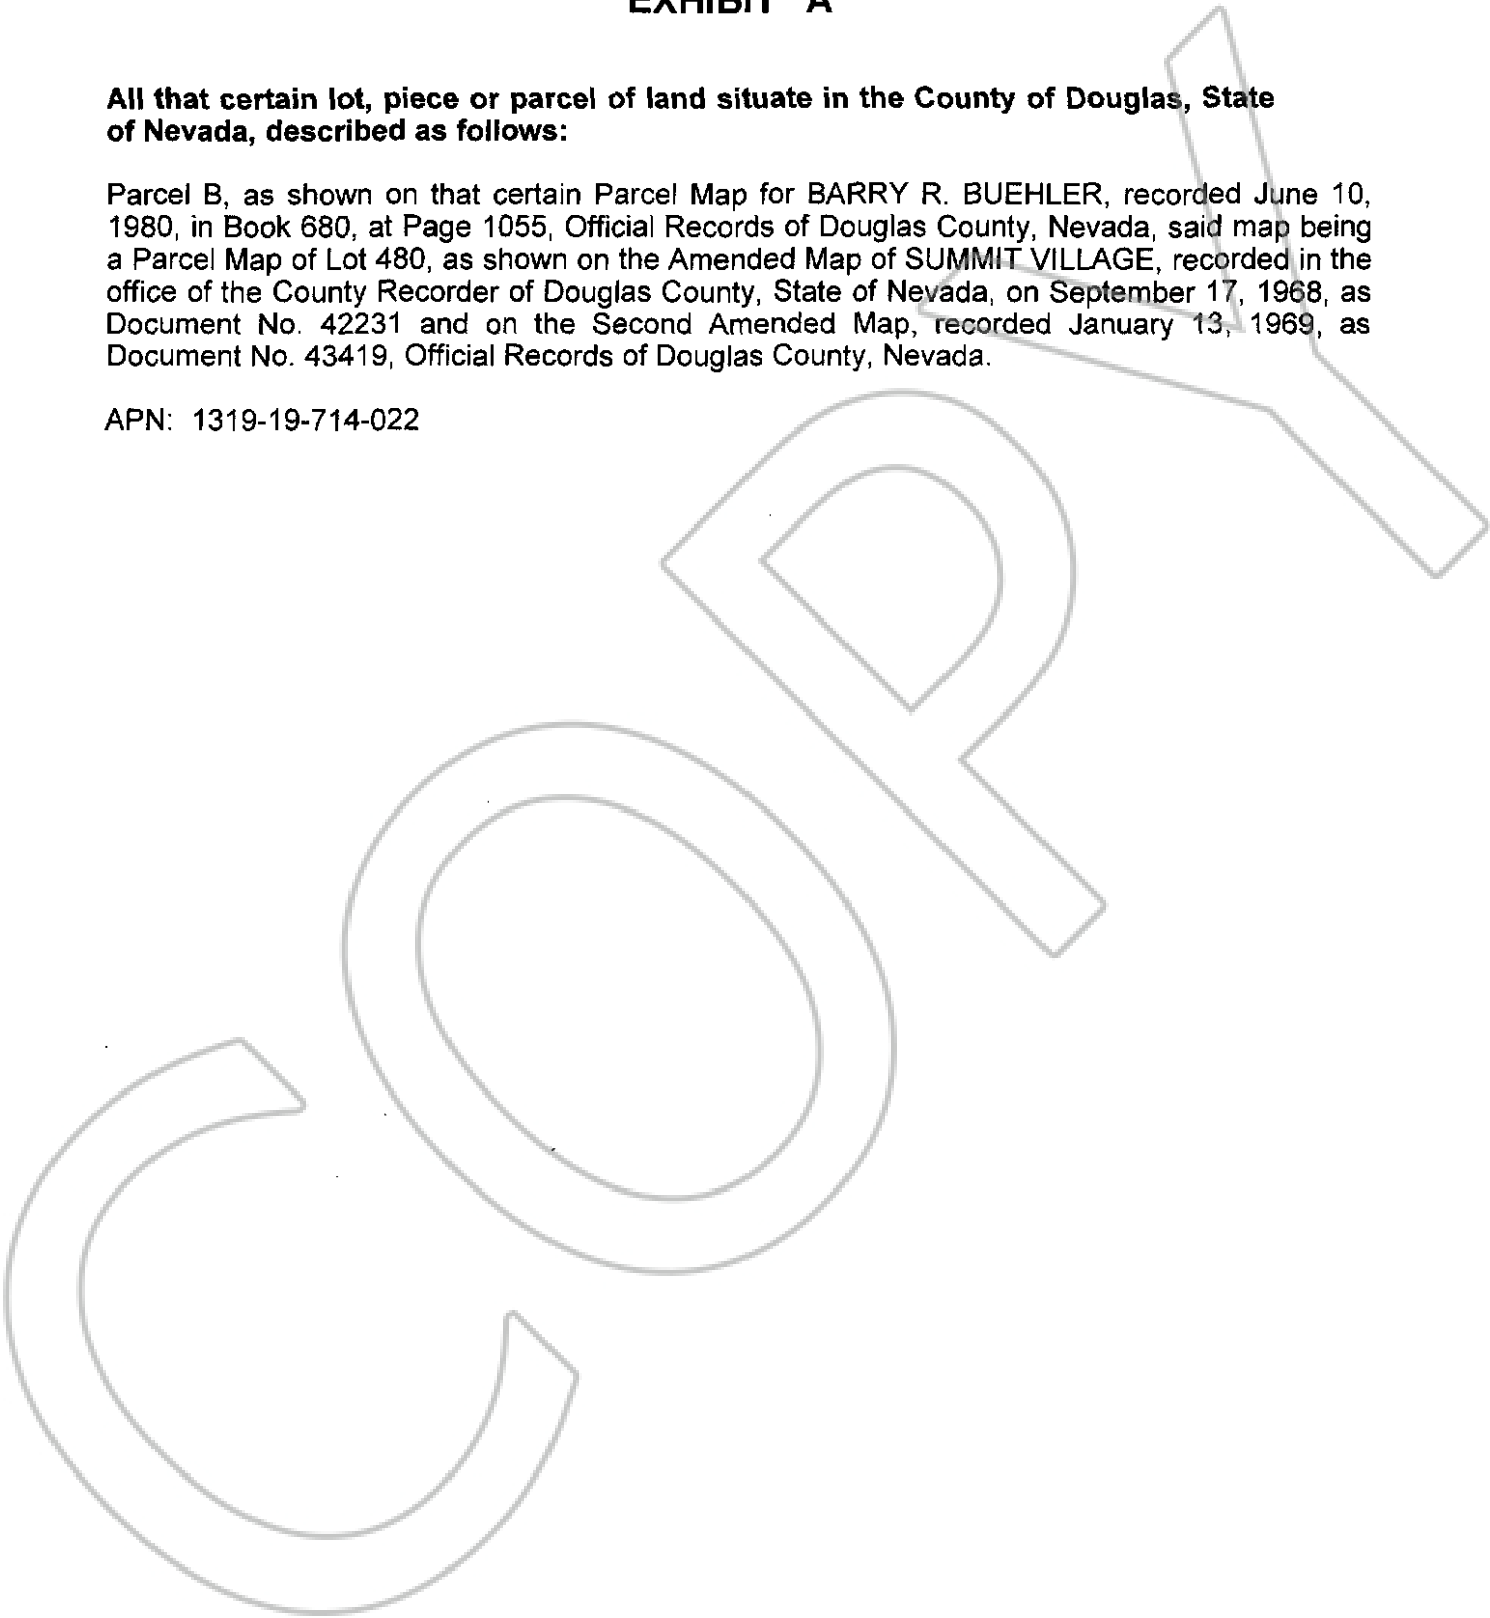 EXHIBIT "A"
All that certain lot, piece or parcel of land situate in the County of Douglas, State
of Nevada, described as follows:
Parcel B, as shown on that certain Parcel Map for BARRY R. BUEHLER, recorded June 10,
1980, in Book 680, at Page 1055, Official Records of Douglas County, Nevada, said map being
a Parcel Map of Lot 480, as shown on the Amended Map of SUMMIT VILLAGE, recorded in the
office of the County Recorder of Douglas County, State of Nevada, on September 17, 1968, as
Document No. 42231 and on the Second Amended Map, recorded January 13, 1969, as
Document No. 43419, Official Records of Douglas County, Nevada.
APN: 1319-19-714-022
COPY